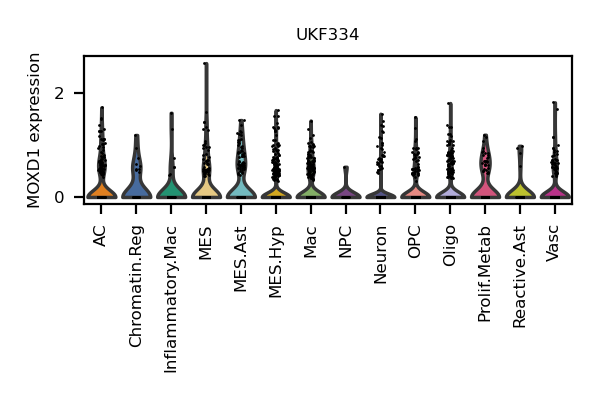 UKF334
MOXD1 expression
2
0
AC
Chromatin.Reg
Inflammatory.Mac
MES
MES.Ast
MES.Hyp
Mac
NPC
Neuron
OPC
Oligo
Prolif.Metab
Reactive.Ast
Vasc